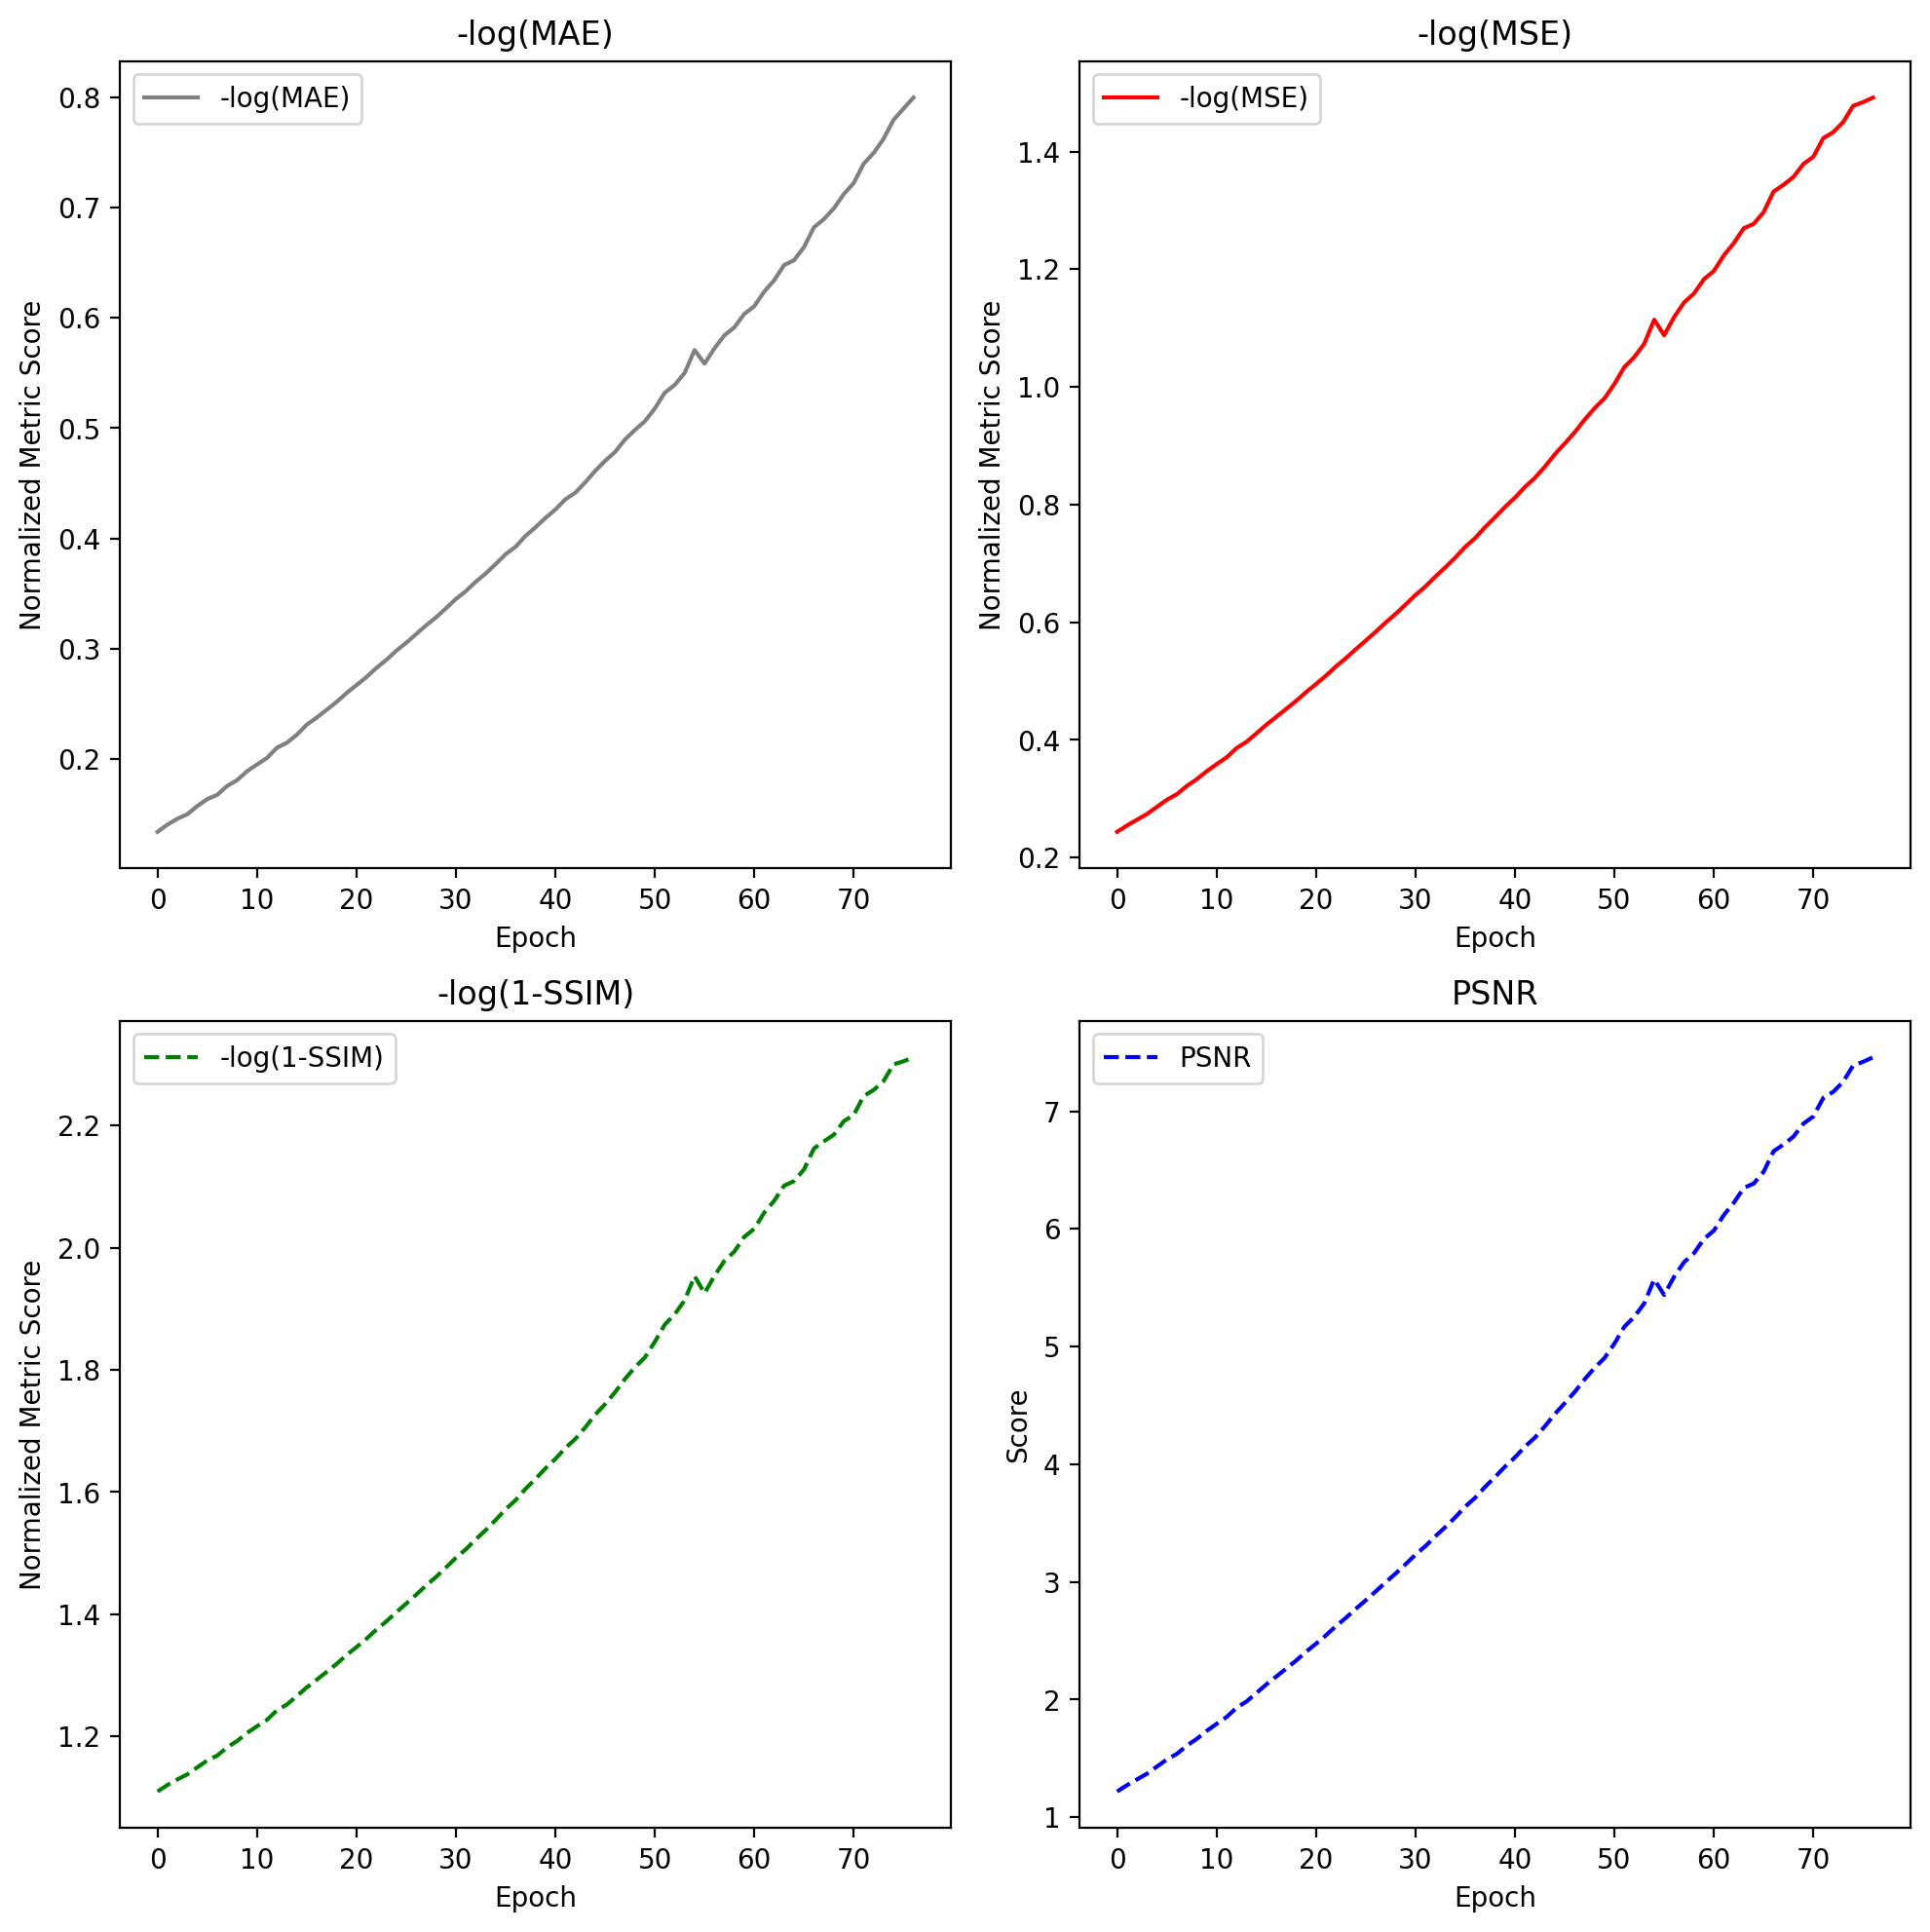 -log(MAE)
-log(MAE)
Normalized Metric Score
0.8
0.7
0.6
0.5
0.4
0.3
0.2
0 10 20 30 40 50 60 70
Epoch
-log(MSE)
-log(MSE)
Normalized Metric Score
1.4
1.2
1.0
0.8
0.6
0.4
0.2
0 10 20 30 40 50 60 70
Epoch
-log(1-SSIM)
-log(1-SSIM)
Normalized Metric Score
2.2
2.0
1.8
1.6
1.4
1.2
0 10 20 30 40 50 60 70
Epoch
PSNR
PSNR
Score
7
6
5
4
3
2
1
0 10 20 30 40 50 60 70
Epoch